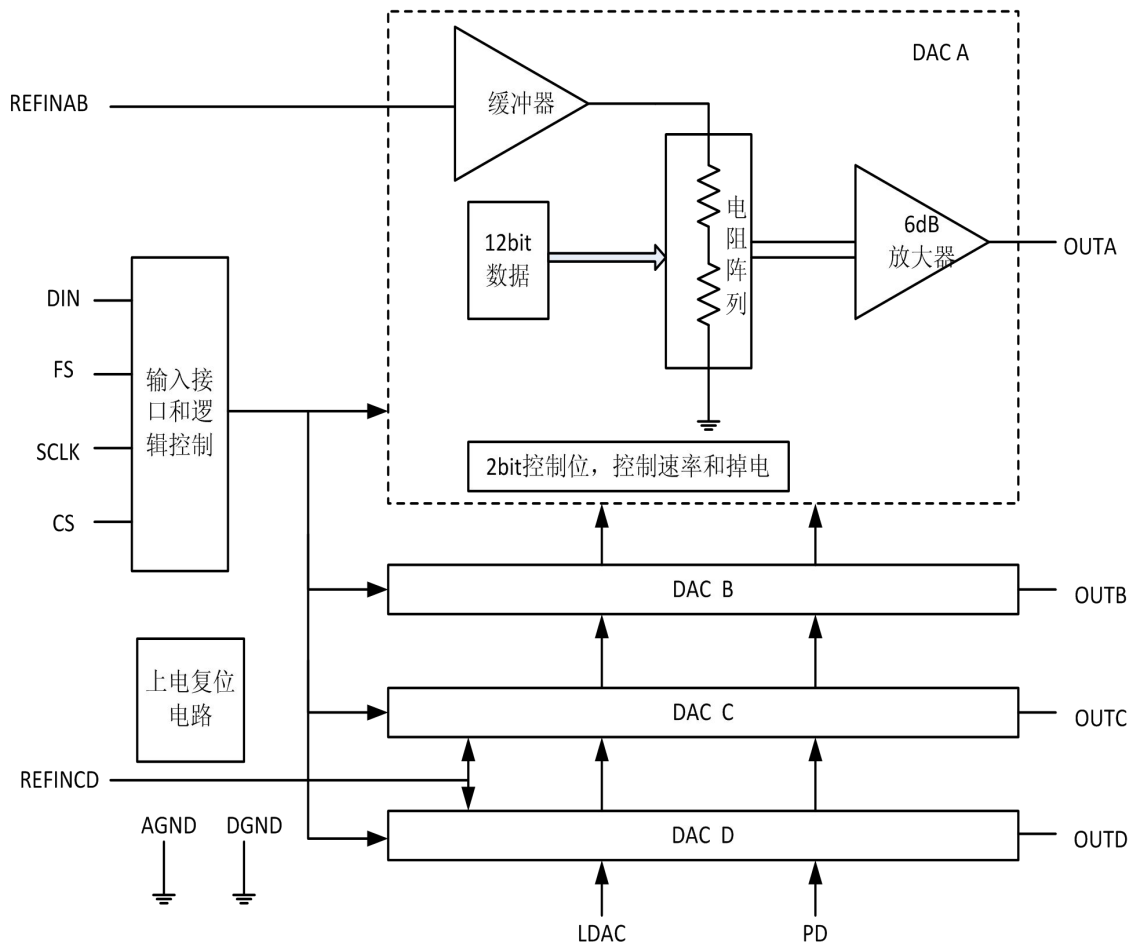 DAC A
REFINAB
缓冲器
电
阻
阵
列
12bit
数据
6dB
放大器
OUTA
DIN
FS
SCLK
CS
输入接
口和逻
辑控制
2bit控制位，控制速率和掉电
DAC B
OUTB
上电复位
电路
DAC C
OUTC
REFINCD
AGND
DGND
DAC D
OUTD
LDAC
PD